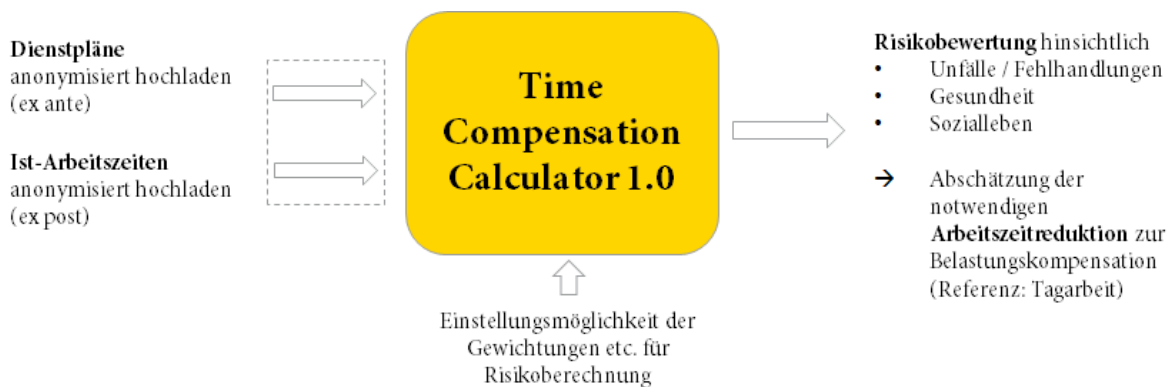 Dienstpläne
anonymisiert hochladen
(ex ante)
Ist-Arbeitszeiten
anonymisiert hochladen
(ex post)
Time
Compensation
Calculator 1.0
Einstellungsmöglichkeit der
Gewichtungen etc. für
Risikoberechnung
Risikobewertung hinsichtlich
• Unfälle / Fehlhandlungen
• Gesundheit
• Sozialleben
→ Abschätzung der
notwendigen
Arbeitszeitreduktion zur
Belastungskompensation
(Referenz: Tagarbeit)